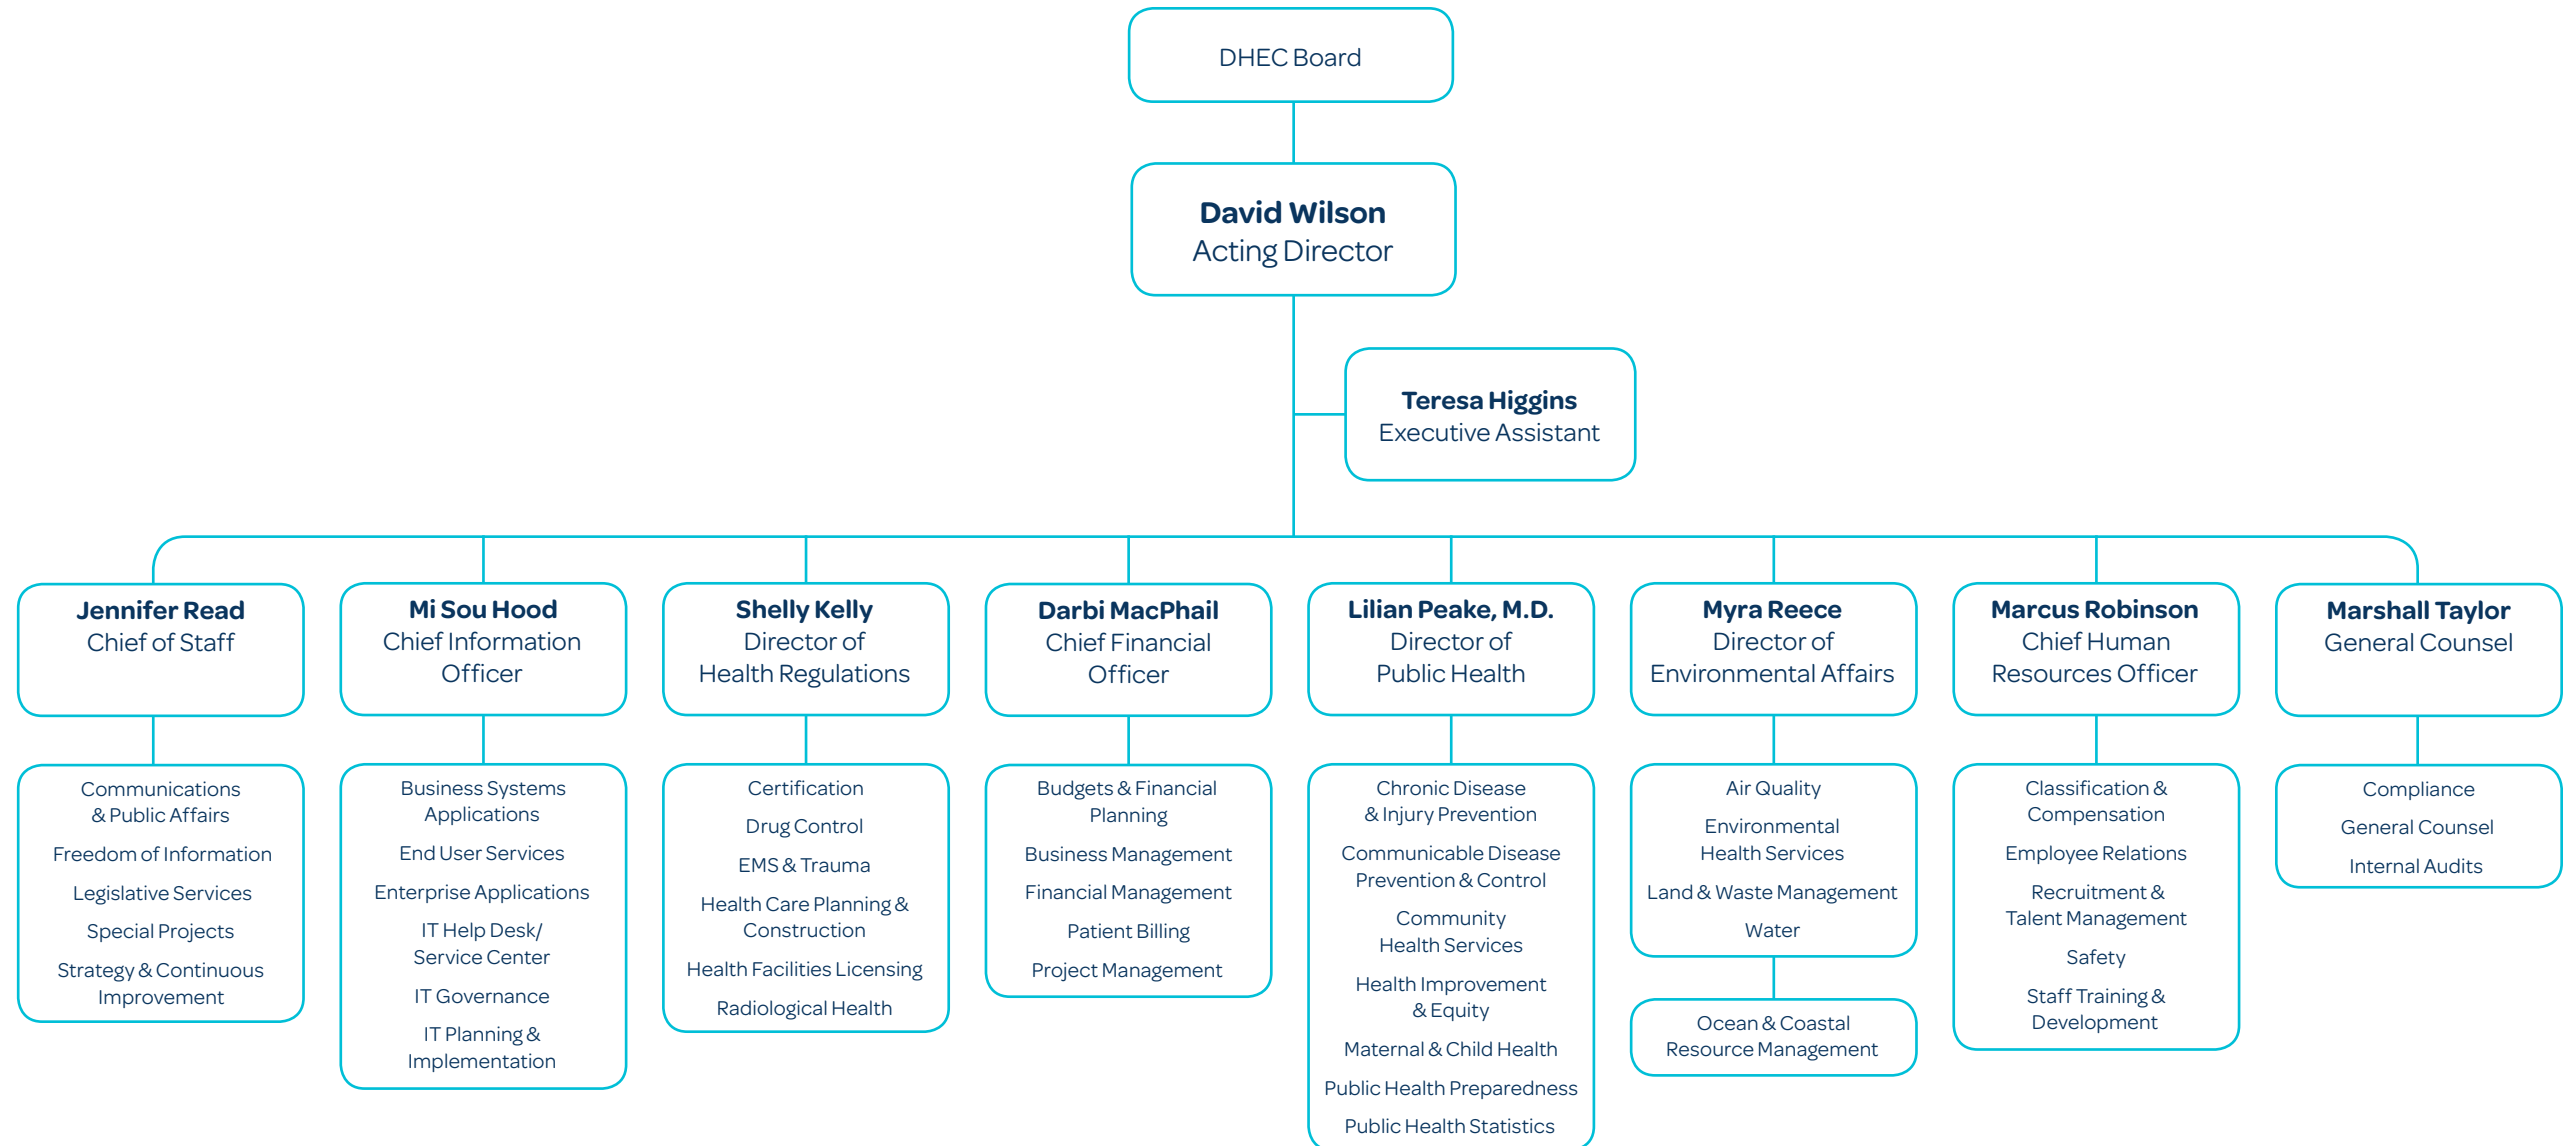 DHEC Board
David Wilson
Acting Director
Teresa Higgins
Executive Assistant
Jennifer Read
Chief of Staff
Communications
& Public Affairs
Freedom of Information
Legislative Services
Special Projects
Strategy & Continuous
Improvement
Mi Sou Hood
Chief Information
Officer
Business Systems
Applications
End User Services
Enterprise Applications
IT Help Desk/
Service Center
IT Governance
IT Planning &
Implementation
Shelly Kelly
Director of
Health Regulations
Certification
Drug Control
EMS & Trauma
Health Care Planning &
Construction
Health Facilities Licensing
Radiological Health
Darbi MacPhail
Chief Financial
Officer
Budgets & Financial
Planning
Business Management
Financial Management
Patient Billing
Project Management
Lilian Peake, M.D.
Director of
Public Health
Chronic Disease
& Injury Prevention
Communicable Disease
Prevention & Control
Community
Health Services
Health Improvement
& Equity
Maternal & Child Health
Public Health Preparedness
Public Health Statistics
Myra Reece
Director of
Environmental Affairs
Air Quality
Environmental
Health Services
Land & Waste Management
Water
Ocean & Coastal
Resource Management
Marcus Robinson
Chief Human
Resources Officer
Classification &
Compensation
Employee Relations
Recruitment &
Talent Management
Safety
Staff Training &
Development
Marshall Taylor
General Counsel
Compliance
General Counsel
Internal Audits